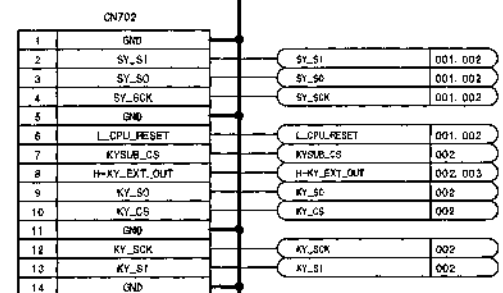 CN702
1 GND
2 SY_SI SY_SI 001. 002
3 SY_SO SY_SO 001. 002
4 SY_SCK SY_SCK 001. 002
5 GND
6 L_CPU_RESET L_CPU_RESET 001. 002
7 KYSUB_CS KYSUB_CS 002
8 H-KY_EXT_OUT H-KY_EXT_OUT 002. 003
9 KY_SO KY_SO 002
10 KY_CS KY_CS 002
11 GND
12 KY_SCK KY_SCK 002
13 KY_SI KY_SI 002
14 GND